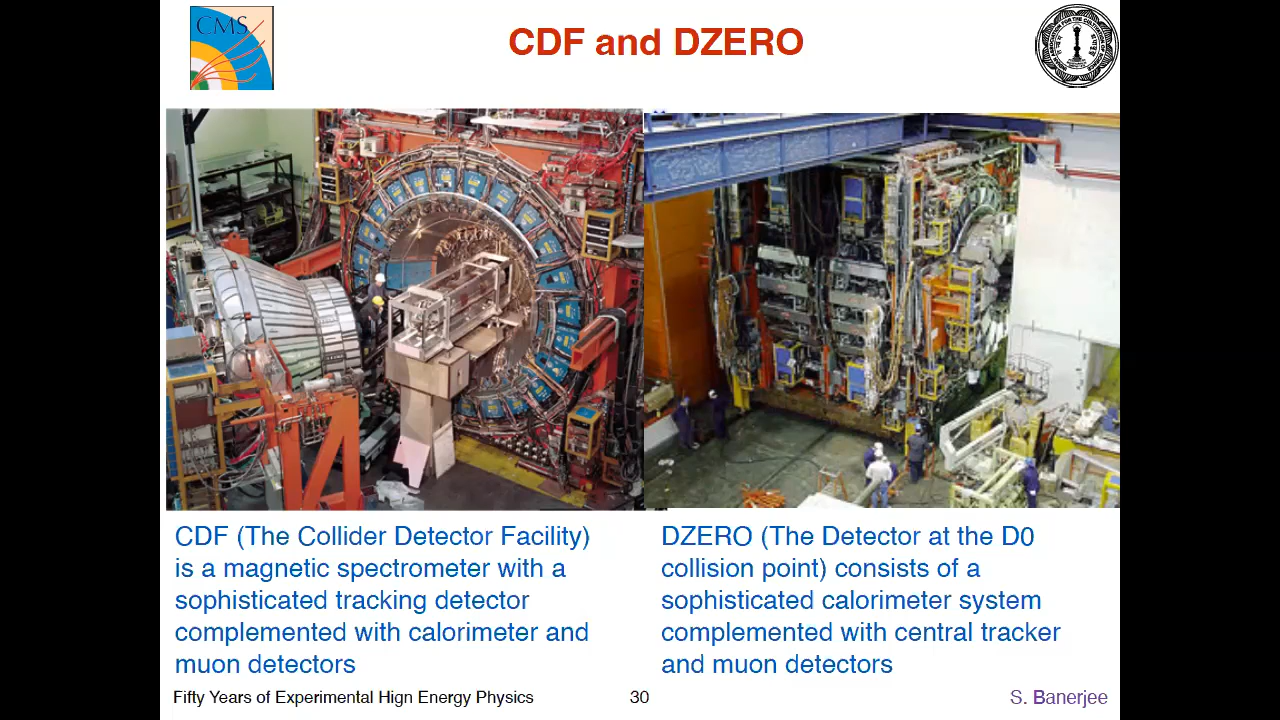 CMS
CDF and DZERO
CDF (The Collider Detector Facility)
is a magnetic spectrometer with a
sophisticated tracking detector
complemented with calorimeter and
muon detectors
DZERO (The Detector at the D0
collision point) consists of a
sophisticated calorimeter system
complemented with central tracker
and muon detectors
Fifty Years of Experimental Hign Energy Physics
30
S. Banerjee